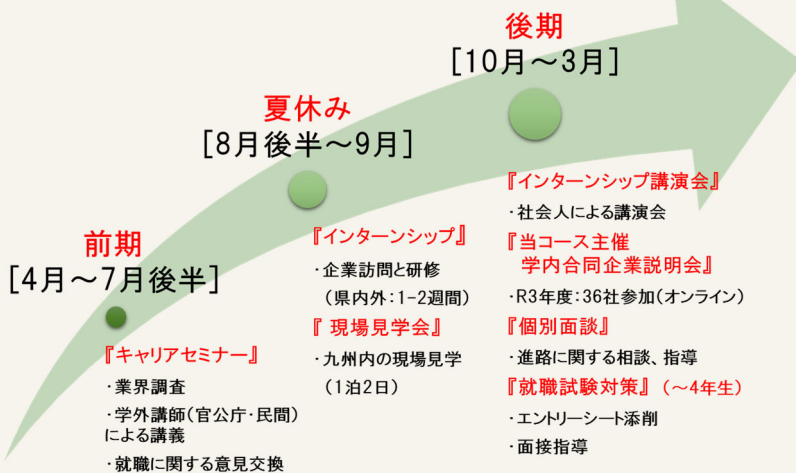 前期
[4月～7月後半]
『キャリアセミナー』
・業界調査
・学外講師(官公庁・民間)
による講義
・就職に関する意見交換
夏休み
[8月後半～9月]
『インターンシップ』
・企業訪問と研修
(県内外:1-2週間)
『 現場見学会』
・九州内の現場見学
(1泊2日)
後期
[10月～3月]
『インターンシップ講演会』
・社会人による講演会
『当コース主催
学内合同企業説明会』
・R3年度:36社参加(オンライン)
『個別面談』
・進路に関する相談、指導
『就職試験対策』 (～4年生)
・エントリーシート添削
・面接指導